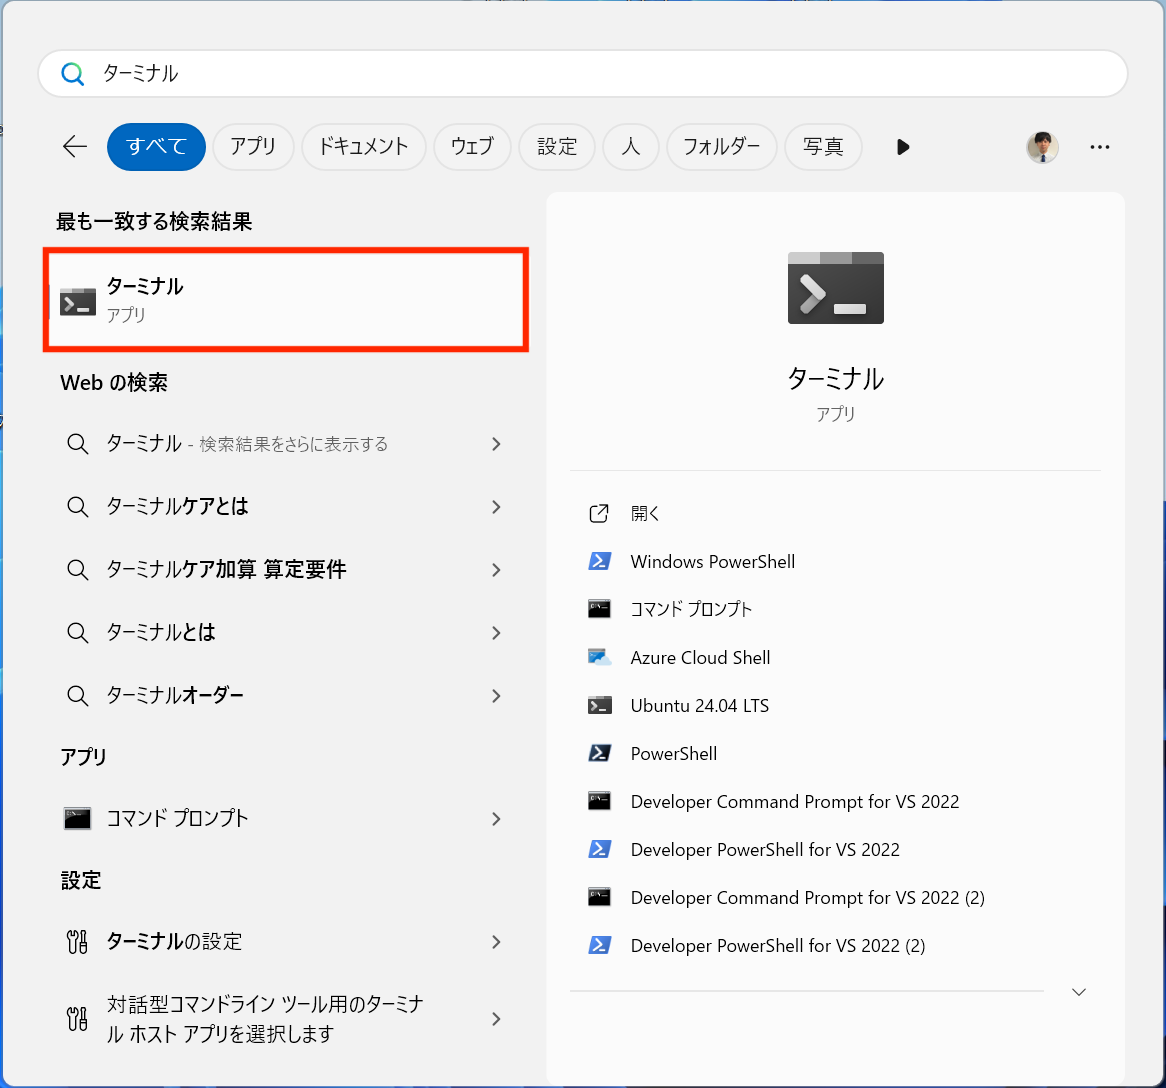 ターミナル
すべて
アプリ
ドキュメント
ウェブ
設定
人
フォルダー
写真
最も一致する検索結果
ターミナル
アプリ
Web の検索
ターミナル - 検索結果をさらに表示する
ターミナルケアとは
ターミナルケア加算 算定要件
ターミナルとは
ターミナルオーダー
アプリ
コマンド プロンプト
設定
ターミナルの設定
対話型コマンドライン ツール用のターミナ
ル ホスト アプリを選択します
ターミナル
アプリ
開く
Windows PowerShell
コマンド プロンプト
Azure Cloud Shell
Ubuntu 24.04 LTS
PowerShell
Developer Command Prompt for VS 2022
Developer PowerShell for VS 2022
Developer Command Prompt for VS 2022 (2)
Developer PowerShell for VS 2022 (2)